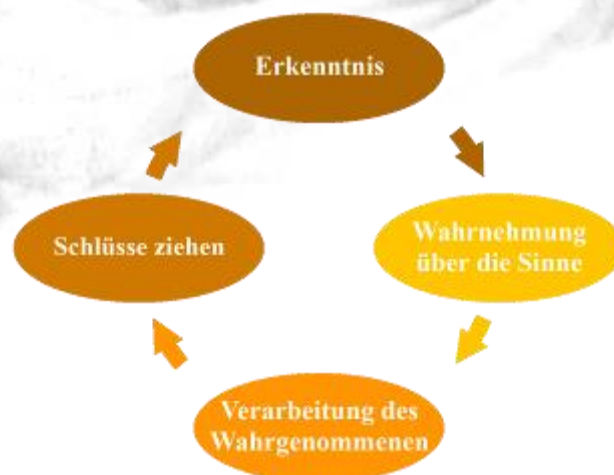 Erkenntnis
Wahrnehmung
über die Sinne
Verarbeitung des
Wahrgenommenen
Schlüsse ziehen